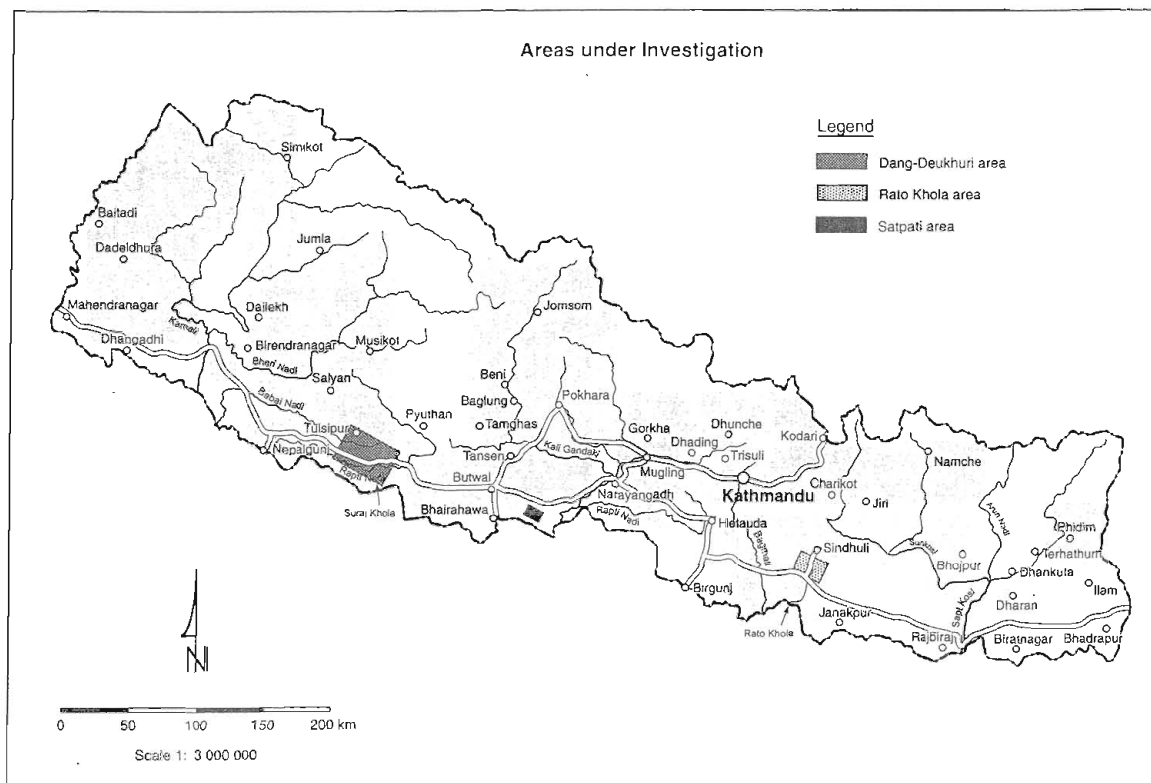 Areas under Investigation
Legend
Dang-Deukhuri area
Rato Khola area
Satpati area
Simikot
Baitadi
Dadeldhura
Jumla
Mahendranagar
Dailekh
Jomsom
Karnali
Dhangadhi
Birendranagar
Musikot
Bheri Nadi
Salyan
Beni
Baglung
Pokhara
Babai Nadi
Pyuthan
Tamghas
Gorkha
Dhunche
Kodari
Tulsipur
Dhading
Nepalgunj
Tansen
Kali Gandaki
Trisuli
Namche
Rapti Nadi
Butwal
Mugling
Kathmandu
Charikot
Narayangadh
Jiri
Arun Nadi
Suraj Khola
Bhairahawa
Rapti Nadi
Hetauda
Phidim
Bagmati
Sindhuli
Sunkosi
Bhojpur
Terhathum
Dhankuta
Birgunj
Ilam
Dharan
Sapt Kosi
Janakpur
Rato Khola
Rajbiraj
Biratnagar
Bhadrapur
N
0 50 100 150 200 km
Scale 1: 3 000 000